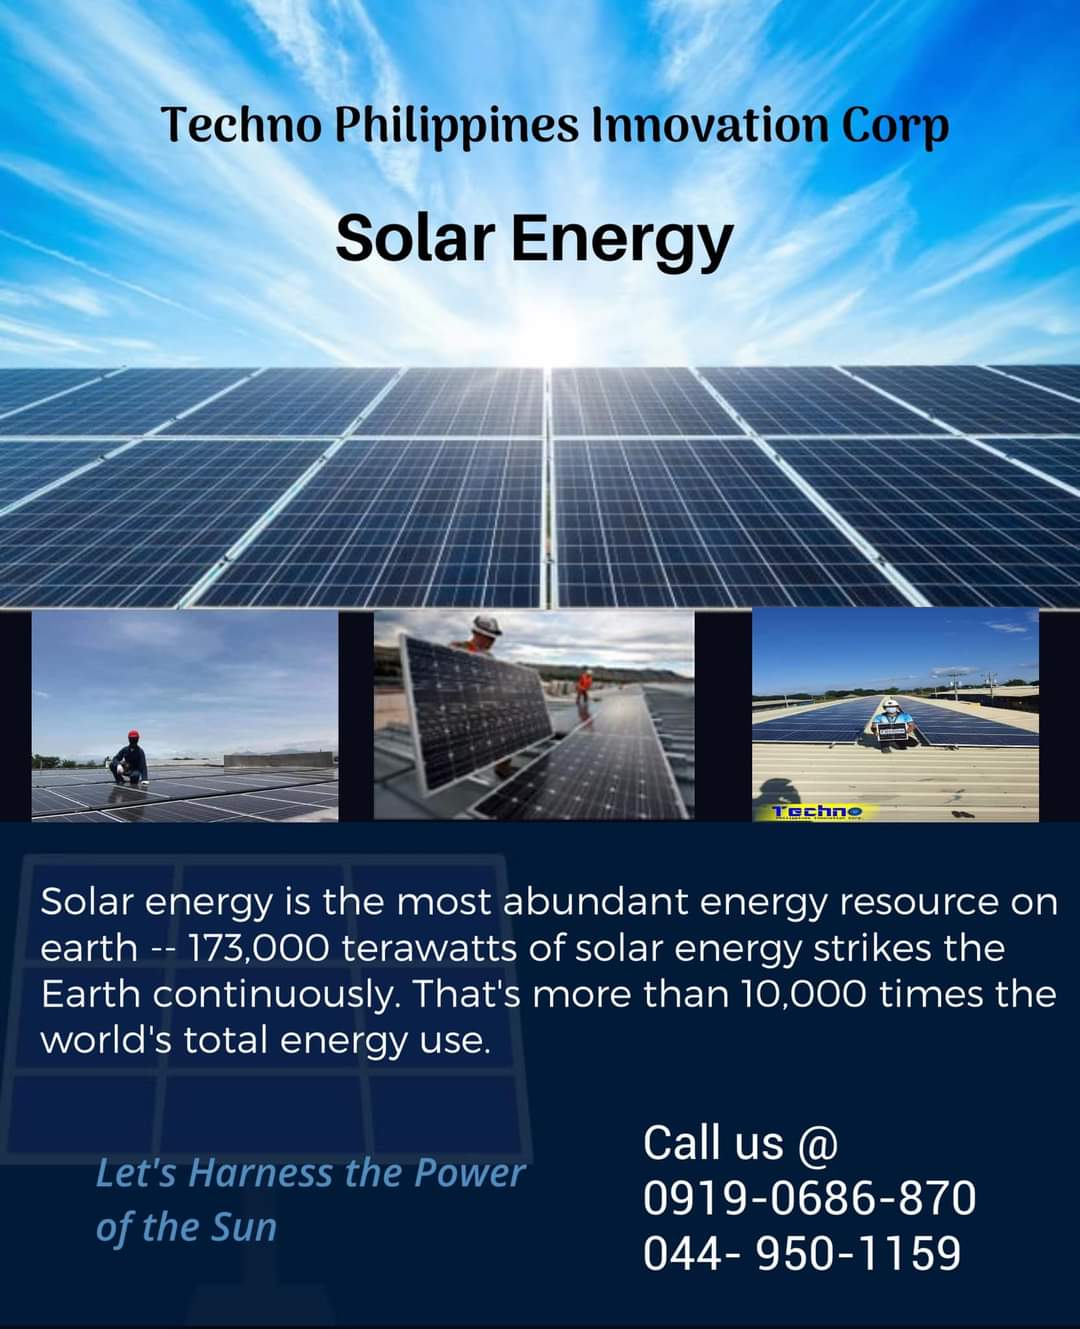 Techno Philippines Innovation Corp
Solar Energy
Techno
Solar energy is the most abundant energy resource on
earth -- 173,000 terawatts of solar energy strikes the
Earth continuously. That's more than 10,000 times the
world's total energy use.
Let's Harness the Power
of the Sun
Call us @
0919-0686-870
044- 950-1159